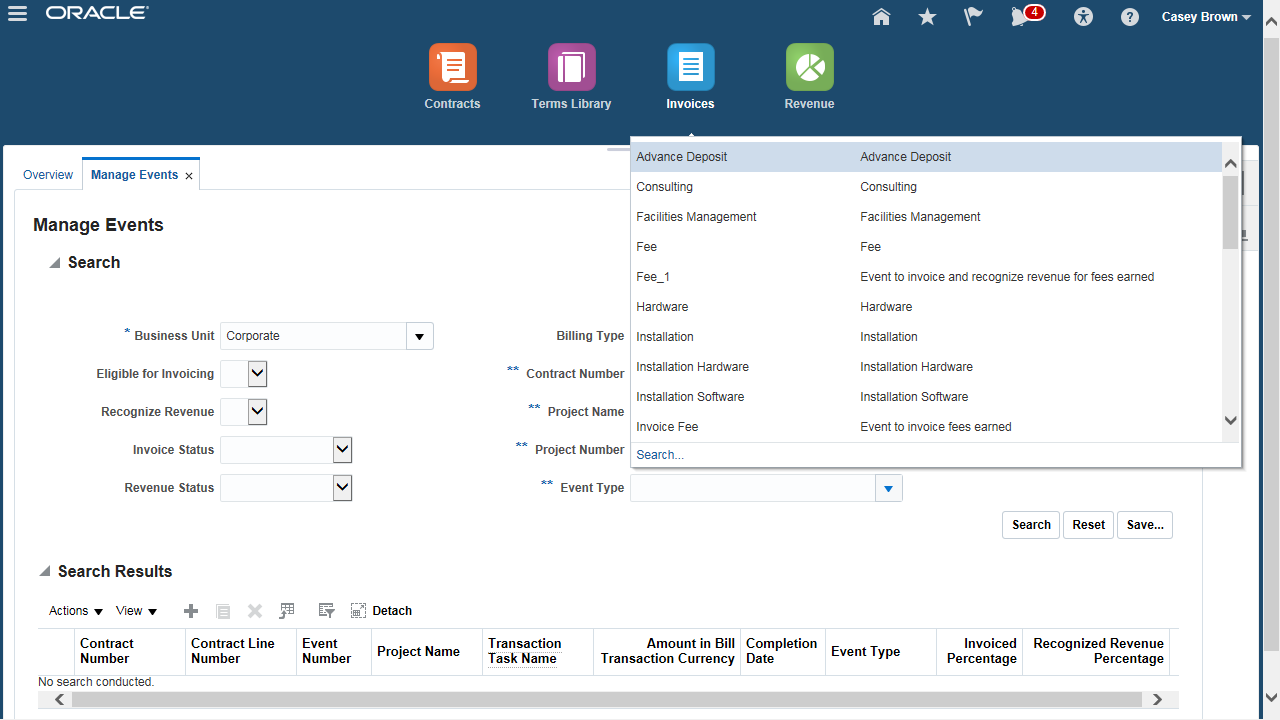 ORACLE
4
Casey Brown
Contracts
Terms Library
Invoices
Revenue
Overview
Manage Events
Manage Events
Search
* Business Unit Corporate
Eligible for Invoicing
Recognize Revenue
Invoice Status
Revenue Status
Billing Type
** Contract Number
** Project Name
** Project Number
** Event Type
Advance Deposit Advance Deposit
Consulting Consulting
Facilities Management Facilities Management
Fee Fee
Fee_1 Event to invoice and recognize revenue for fees earned
Hardware Hardware
Installation Installation
Installation Hardware Installation Hardware
Installation Software Installation Software
Invoice Fee Event to invoice fees earned
Search...
Search Reset Save...
Search Results
Actions View Detach
Contract Number
Contract Line Number
Event Number
Project Name
Transaction Task Name
Amount in Bill Transaction Currency
Completion Date
Event Type
Invoiced Percentage
Recognized Revenue Percentage
No search conducted.